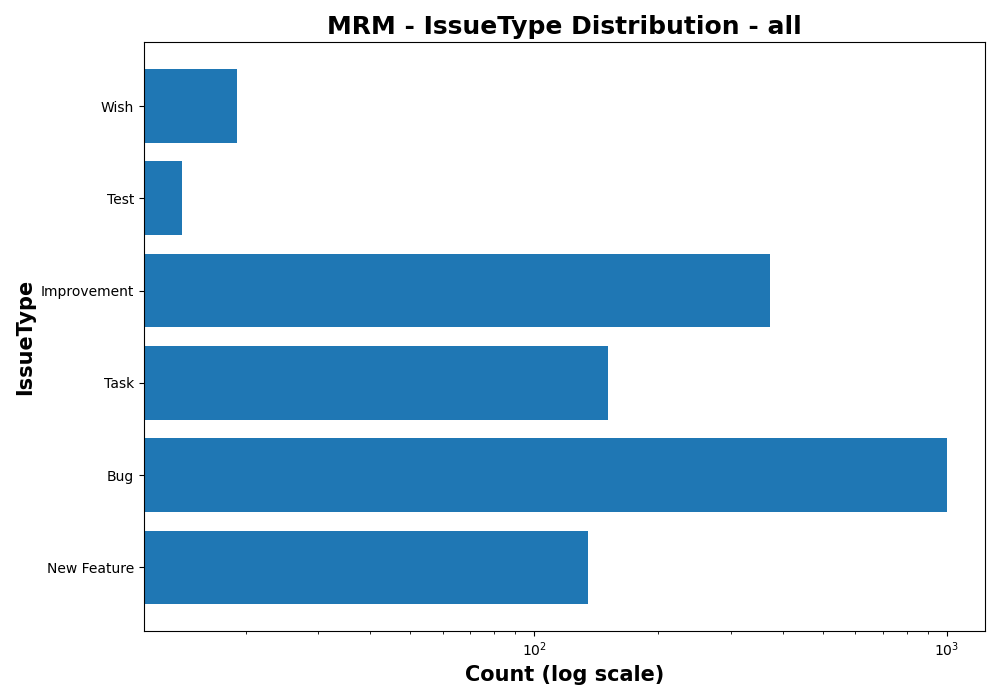 MRM - IssueType Distribution - all
IssueType
Wish
Test
Improvement
Task
Bug
New Feature
10²
10³
Count (log scale)